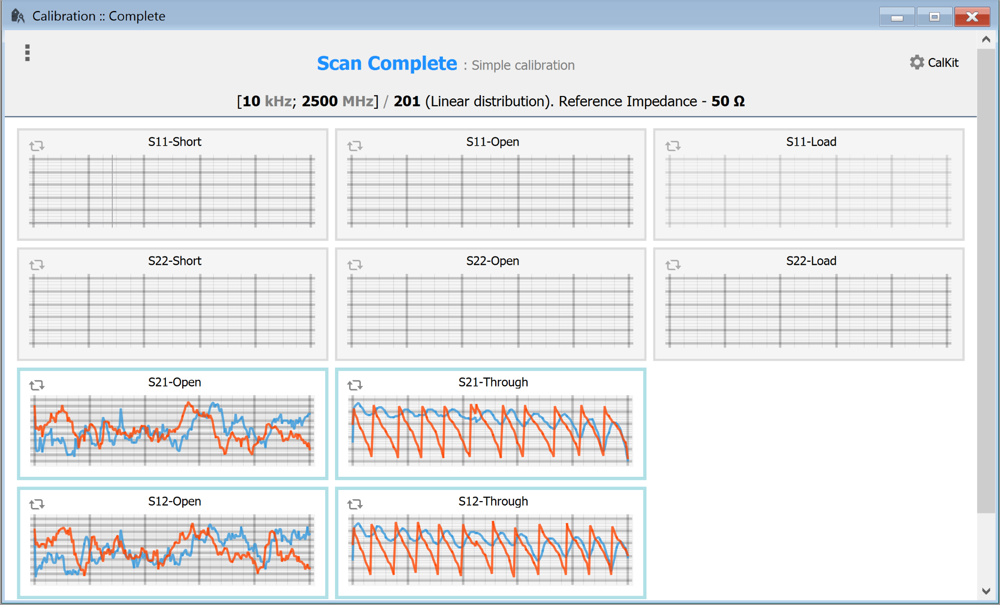 Calibration :: Complete
Scan Complete : Simple calibration
CalKit
[10 kHz; 2500 MHz] / 201 (Linear distribution). Reference Impedance - 50 Ω
S11-Short
S11-Open
S11-Load
S22-Short
S22-Open
S22-Load
S21-Open
S21-Through
S12-Open
S12-Through